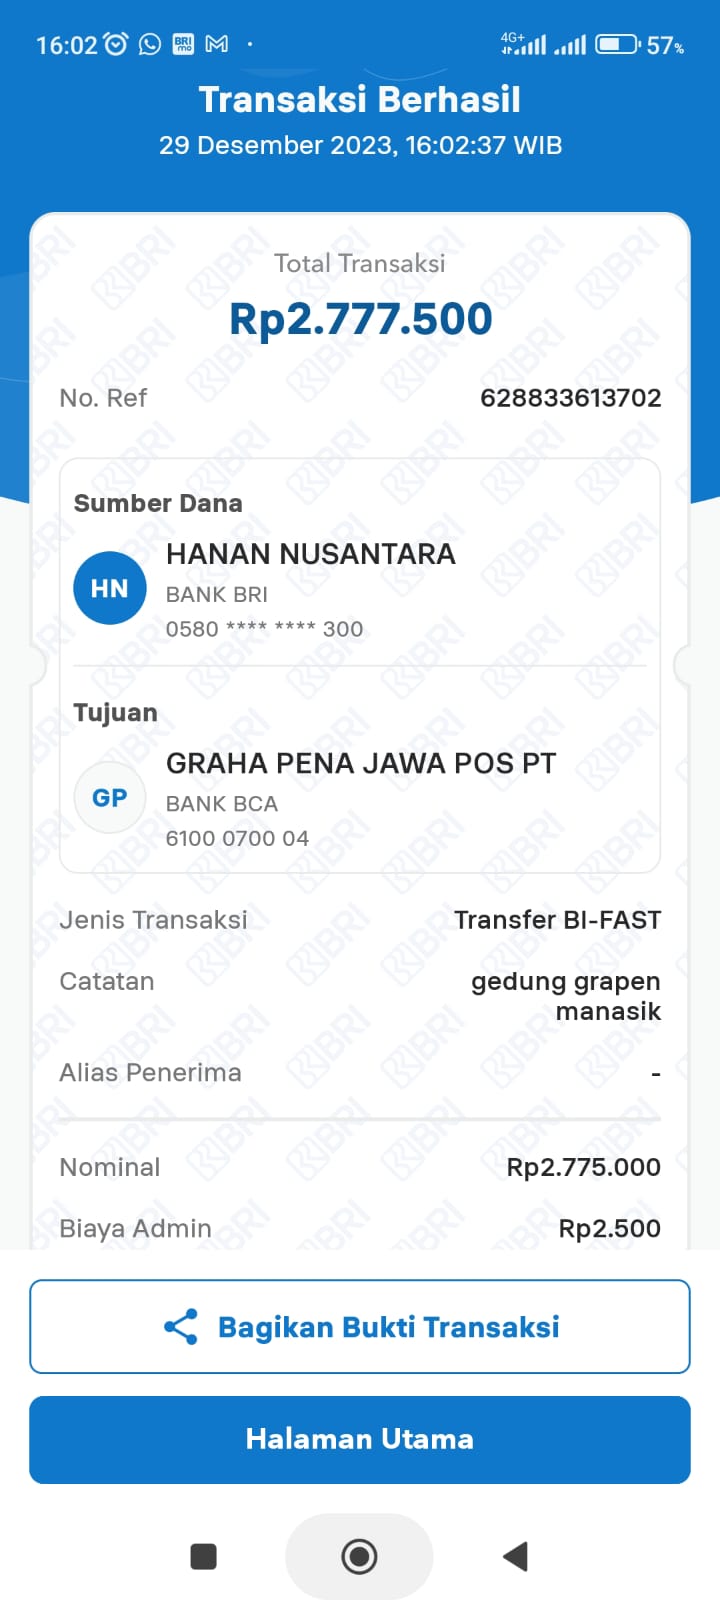 16:02
BRI
mo
4G+
57%
Transaksi Berhasil
29 Desember 2023, 16:02:37 WIB
Total Transaksi
Rp2.777.500
No. Ref
628833613702
Sumber Dana
HN
HANAN NUSANTARA
BANK BRI
0580 **** **** 300
Tujuan
GP
GRAHA PENA JAWA POS PT
BANK BCA
6100 0700 04
Jenis Transaksi
Transfer BI-FAST
Catatan
gedung grapen
manasik
Alias Penerima
-
Nominal
Rp2.775.000
Biaya Admin
Rp2.500
Bagikan Bukti Transaksi
Halaman Utama